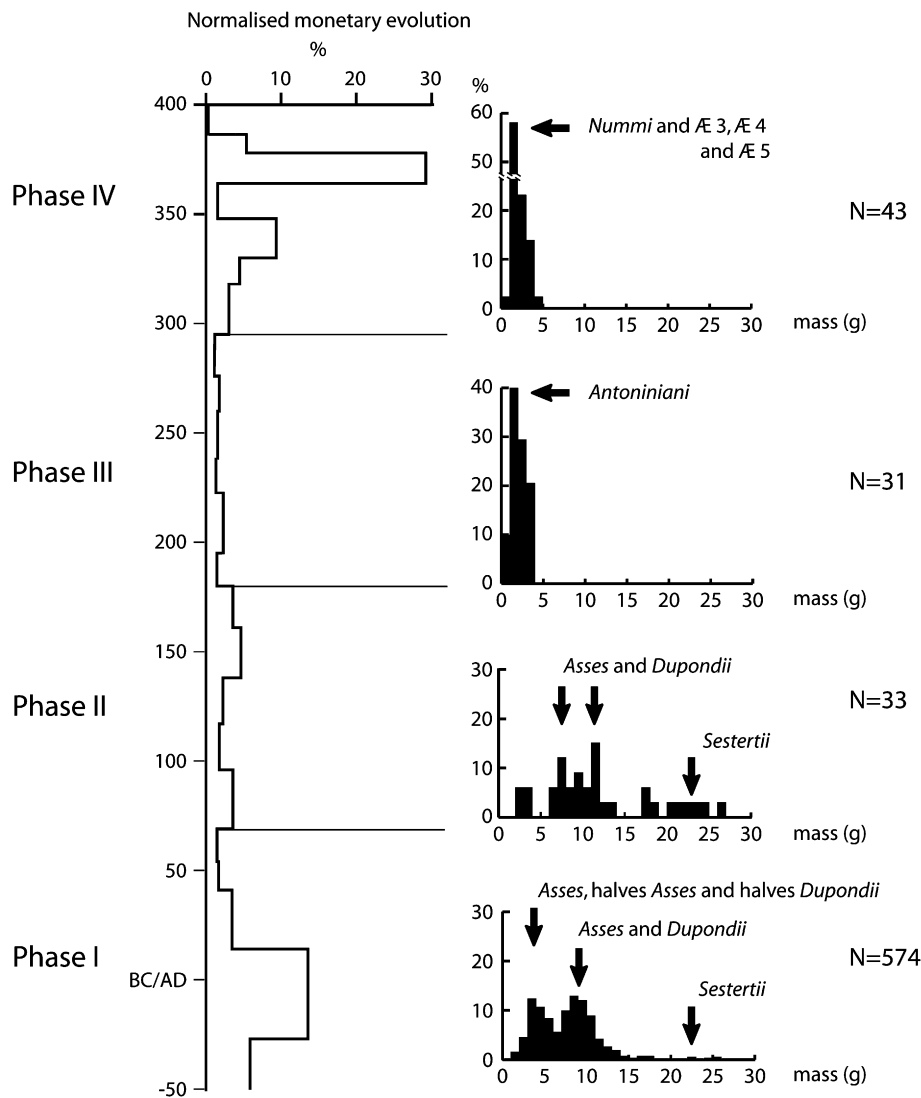 Normalised monetary evolution
%
0 10 20 30
400
350
300
250
200
150
100
50
BC/AD
-50
Phase IV
%
60
50
20
10
0
0 5 10 15 20 25 30 mass (g)
Nummi and Æ 3, Æ 4
and Æ 5
N=43
Phase III
40
30
20
10
0
0 5 10 15 20 25 30 mass (g)
Antoniniani
N=31
Phase II
30
20
10
0
0 5 10 15 20 25 30 mass (g)
Asses and Dupondii
Sestertii
N=33
Phase I
30
20
10
0
0 5 10 15 20 25 30 mass (g)
Asses, halves Asses and halves Dupondii
Asses and Dupondii
Sestertii
N=574